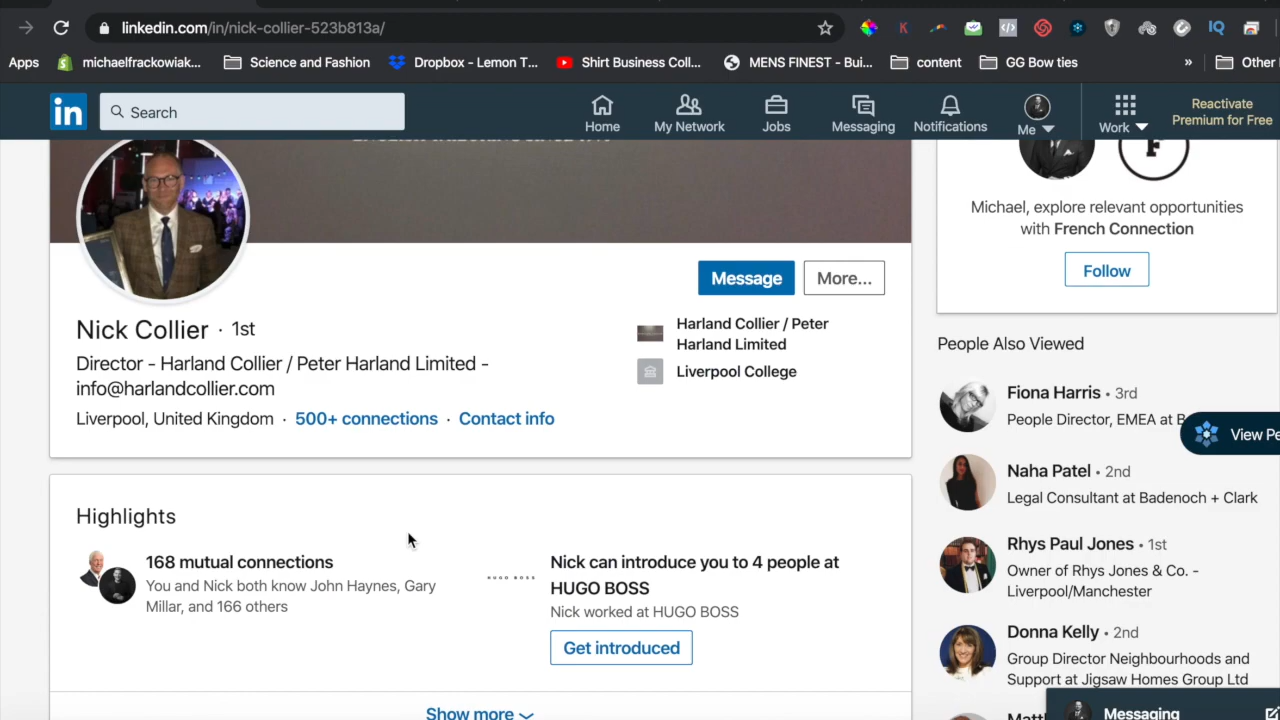 linkedin.com/in/nick-collier-523b813a/
Apps
michaelfrackowiak...
Science and Fashion
Dropbox - Lemon T...
Shirt Business Coll...
MENS FINEST - Bui...
content
GG Bow ties
»
Other
in
Search
Home
My Network
Jobs
Messaging
Notifications
Me
Work
Reactivate
Premium for Free
Message
More...
Nick Collier · 1st
Director - Harland Collier / Peter Harland Limited -
info@harlandcollier.com
Liverpool, United Kingdom · 500+ connections · Contact info
Harland Collier / Peter
Harland Limited
Liverpool College
Highlights
168 mutual connections
You and Nick both know John Haynes, Gary
Millar, and 166 others
HUGO BOSS
Nick can introduce you to 4 people at
HUGO BOSS
Nick worked at HUGO BOSS
Get introduced
Show more
F
Michael, explore relevant opportunities
with French Connection
Follow
People Also Viewed
Fiona Harris • 3rd
People Director, EMEA at B
View Pe
Naha Patel • 2nd
Legal Consultant at Badenoch + Clark
Rhys Paul Jones • 1st
Owner of Rhys Jones & Co. -
Liverpool/Manchester
Donna Kelly • 2nd
Group Director Neighbourhoods and
Support at Jigsaw Homes Group Ltd
Messaging